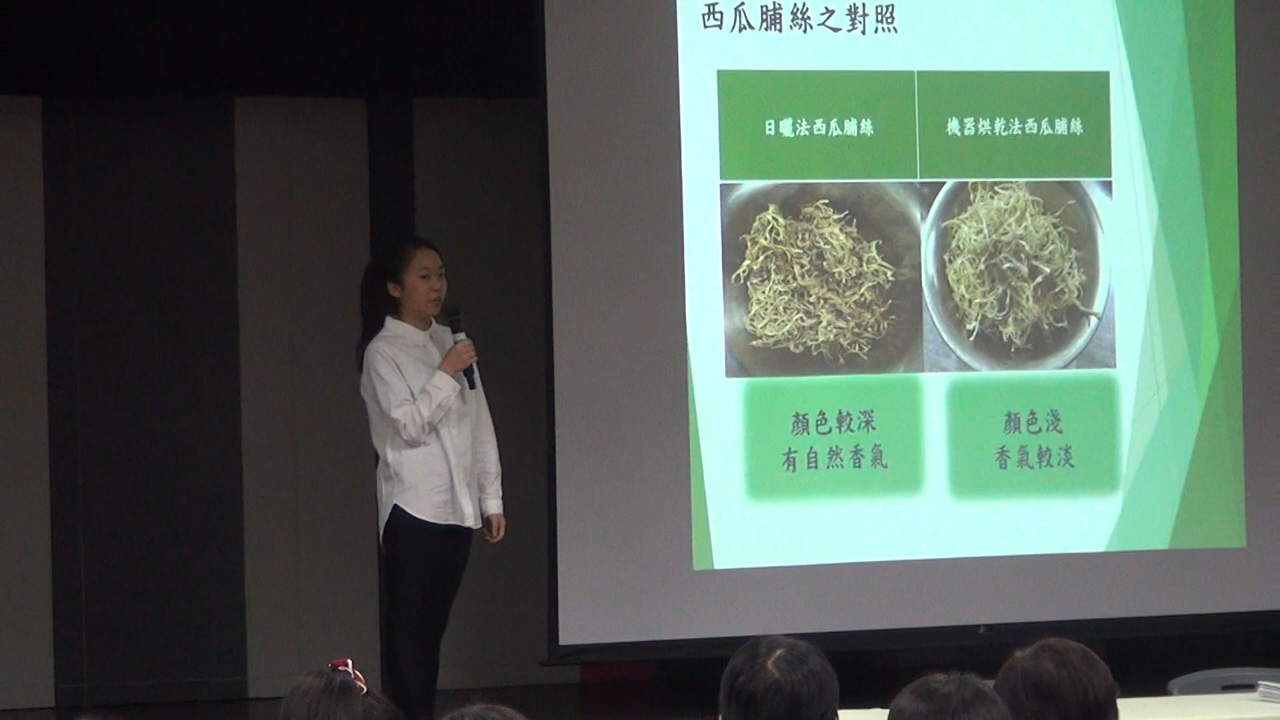 西瓜脯絲之對照
日曬法西瓜脯絲
機器烘乾法西瓜脯絲
顏色較深
有自然香氣
顏色淺
香氣較淡